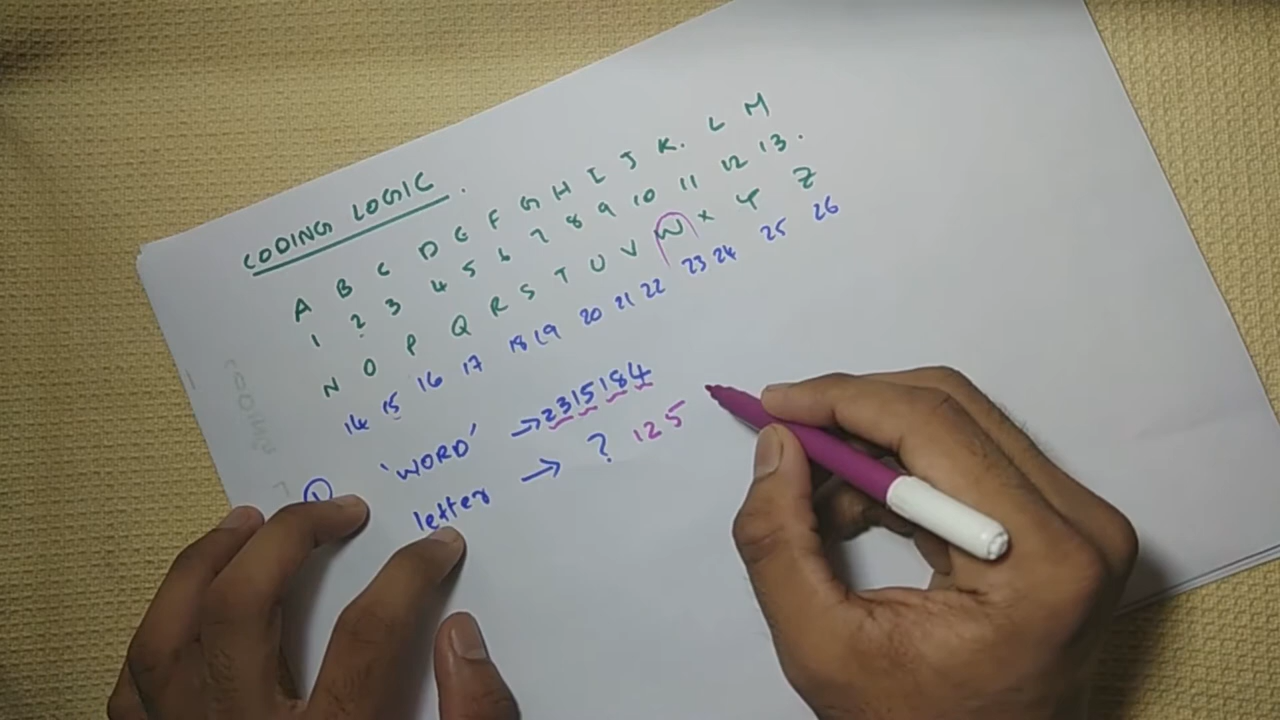 CODING LOGIC.
A B C D E F G H I J K. L M
1 2 3 4 5 6 7 8 9 10 11 12 13.
N O P Q R S T U V W X Y Z
14 15 16 17 18 19 20 21 22 23 24 25 26
1 'WORD' → 2315184
letter → ? 125